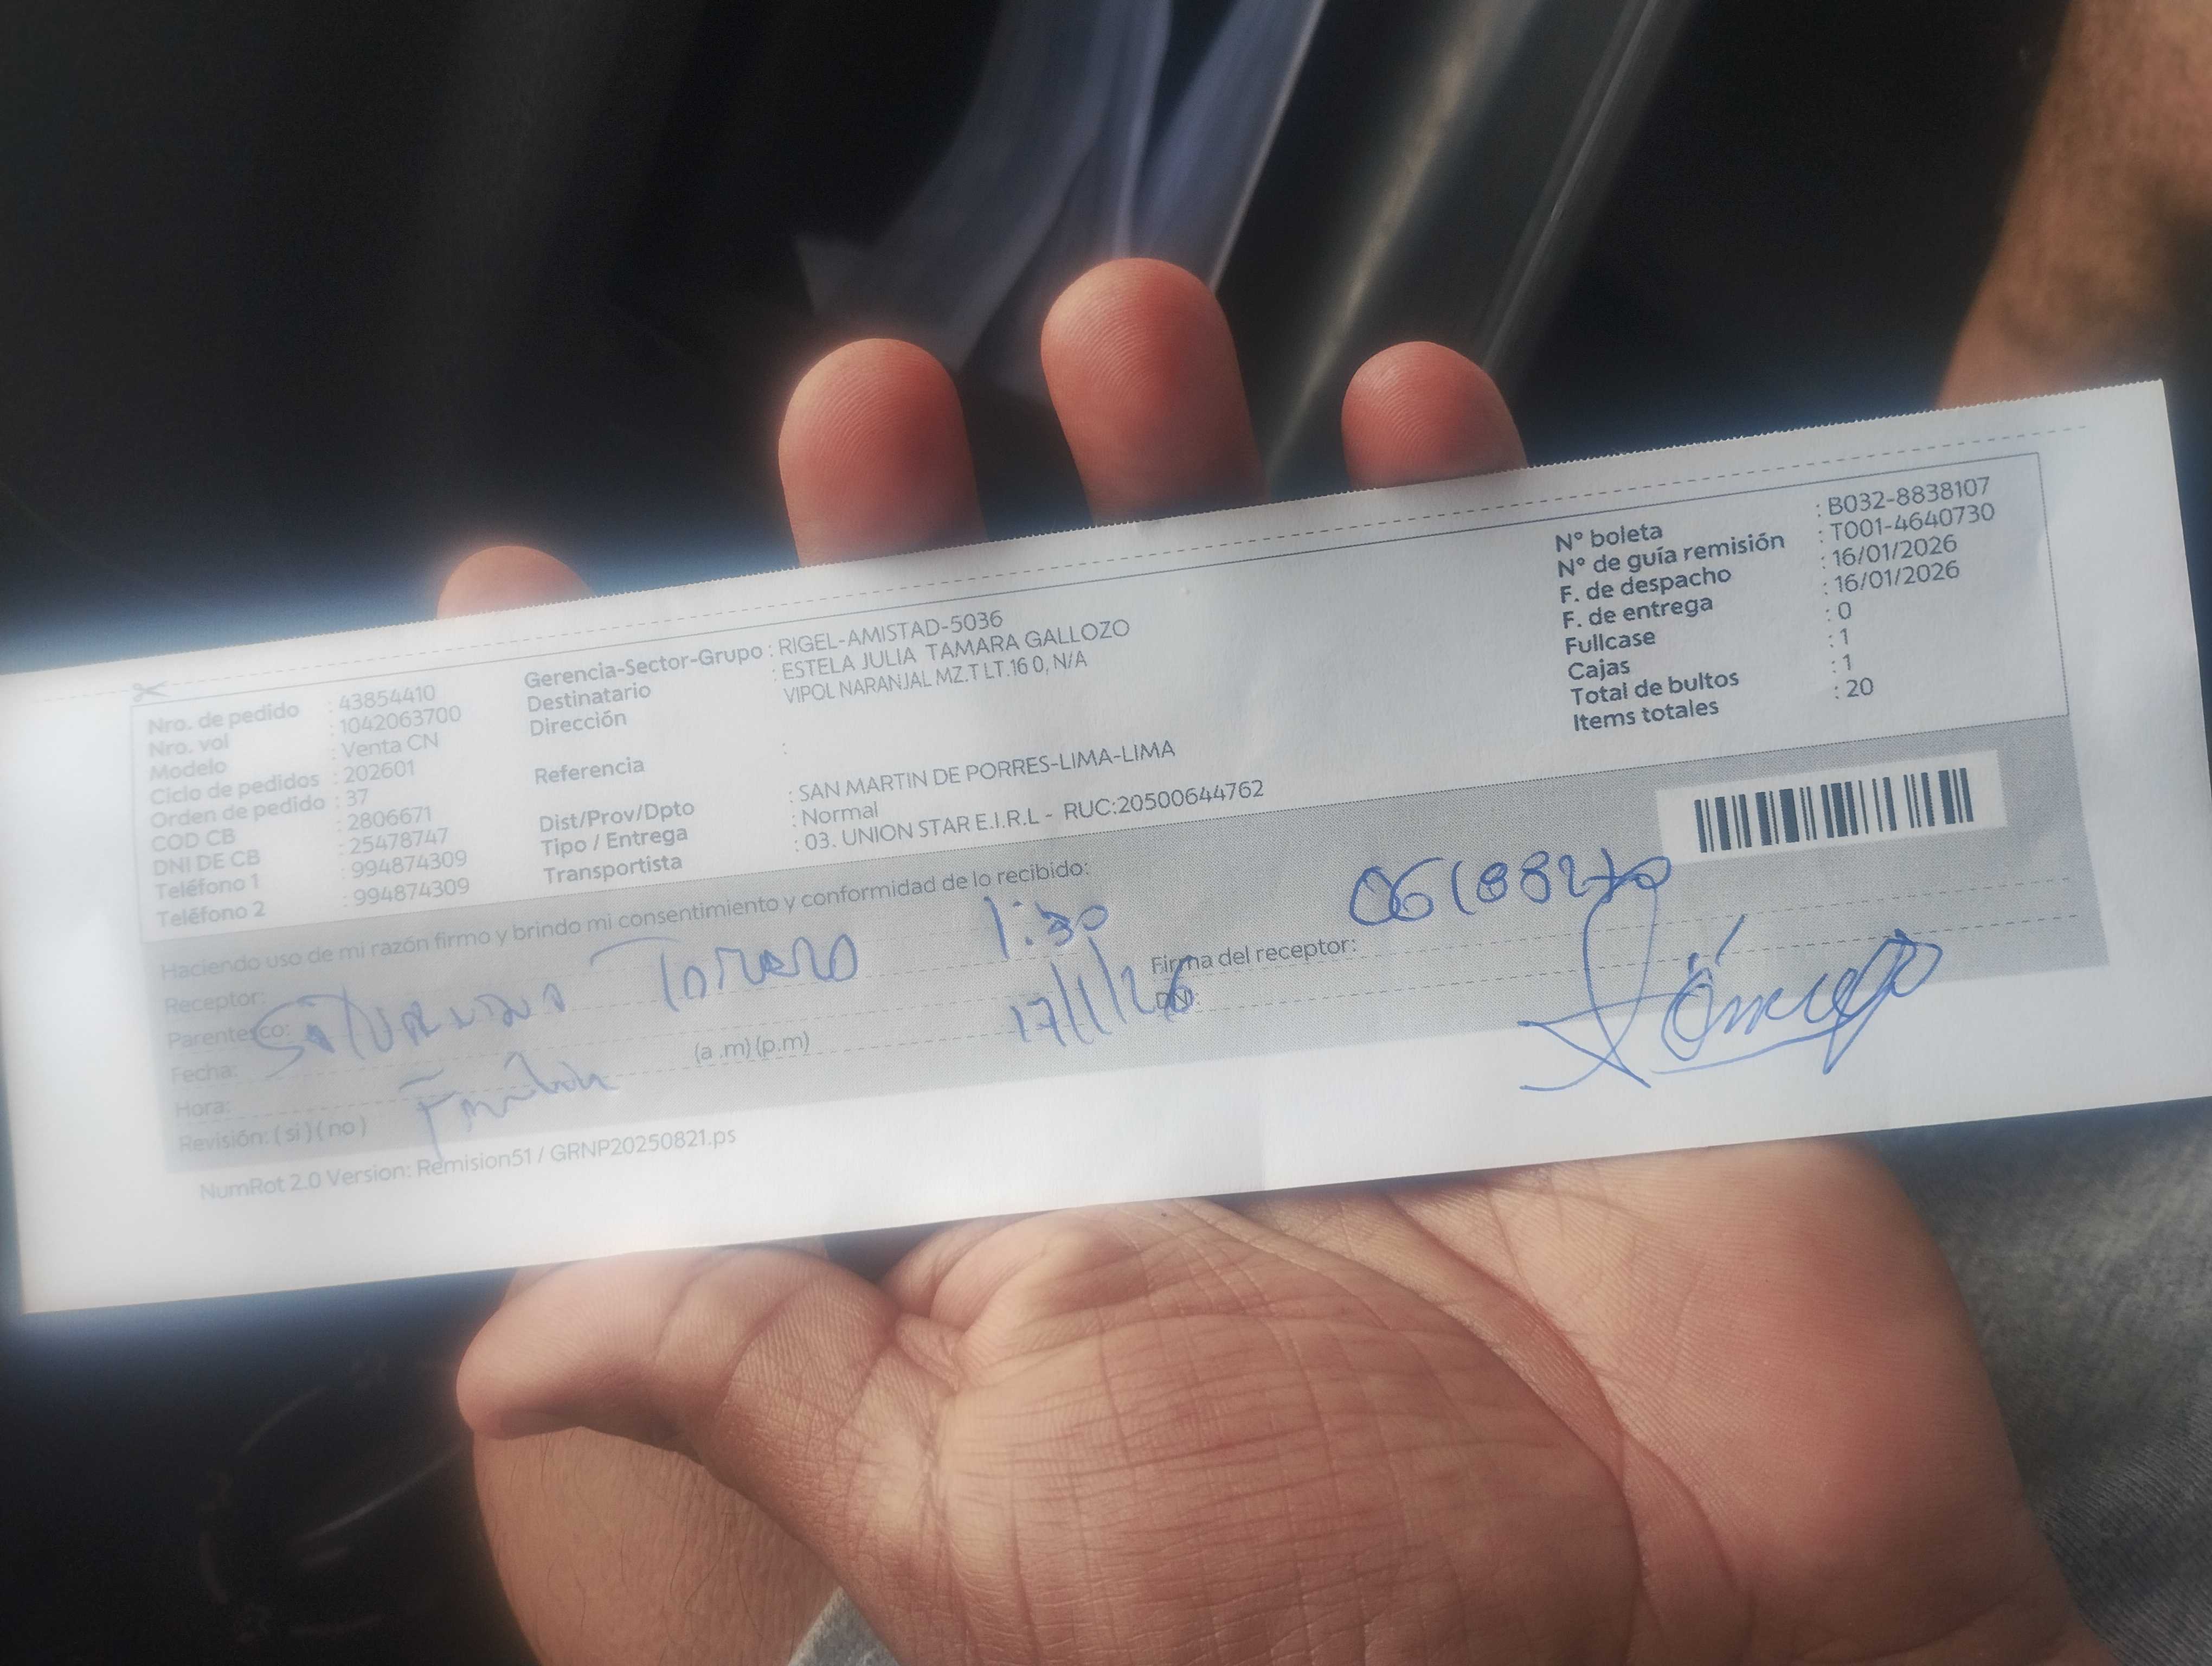 Nro. de pedido : 43854410
Nro. vol : 1042063700
Modelo : Venta CN
Ciclo de pedidos : 202601
Orden de pedido : 37
COD CB : 2806671
DNI DE CB : 25478747
Teléfono 1 : 994874309
Teléfono 2 : 994874309
Gerencia-Sector-Grupo : RIGEL-AMISTAD-5036
Destinatario : ESTELA JULIA TAMARA GALLOZO
Dirección VIPOL NARANJAL MZ.T LT.16 0, N/A
Referencia :
Dist/Prov/Dpto : SAN MARTIN DE PORRES-LIMA-LIMA
Tipo / Entrega : Normal
Transportista : 03. UNION STAR E.I.R.L - RUC:20500644762
N° boleta : B032-8838107
N° de guía remisión : T001-4640730
F. de despacho : 16/01/2026
F. de entrega : 16/01/2026
Fullcase : 0
Cajas : 1
Total de bultos : 1
Items totales : 20
Haciendo uso de mi razón firmo y brindo mi consentimiento y conformidad de lo recibido:
Receptor:
Parentesco:
Fecha:
Hora: (a .m) (p.m)
Revisión: ( si ) ( no )
1:30
17/1/26
Firma del receptor:
DNI:
NumRot 2.0 Version: Remision51 / GRNP20250821.ps